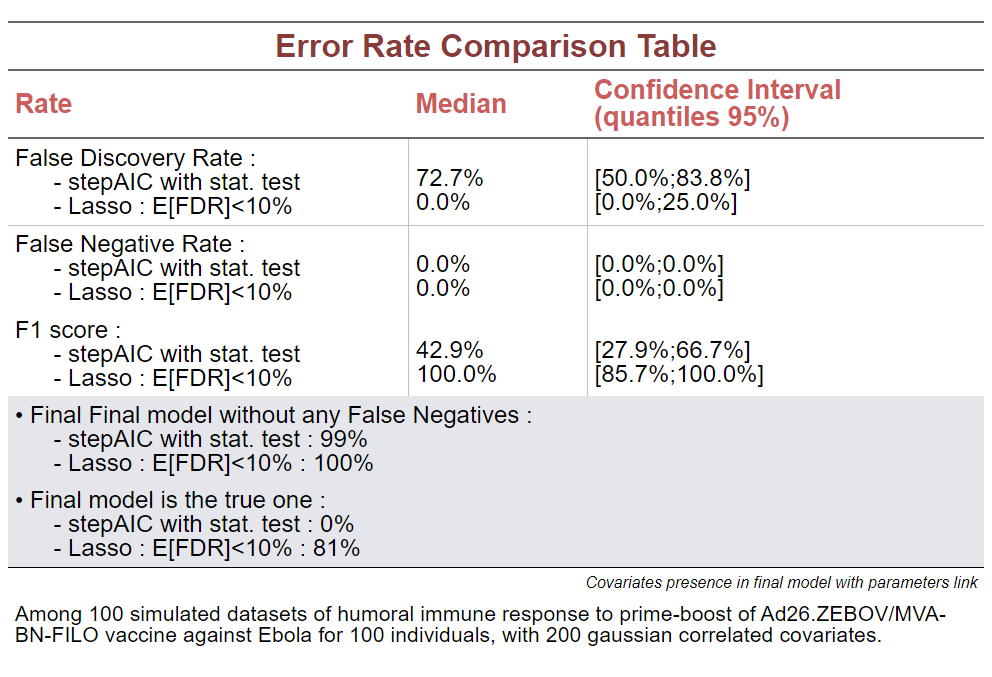 Error Rate Comparison Table
Rate Median Confidence Interval
(quantiles 95%)
False Discovery Rate :
- stepAIC with stat. test 72.7% [50.0%;83.8%]
- Lasso : E[FDR]<10% 0.0% [0.0%;25.0%]
False Negative Rate :
- stepAIC with stat. test 0.0% [0.0%;0.0%]
- Lasso : E[FDR]<10% 0.0% [0.0%;0.0%]
F1 score :
- stepAIC with stat. test 42.9% [27.9%;66.7%]
- Lasso : E[FDR]<10% 100.0% [85.7%;100.0%]
• Final Final model without any False Negatives :
- stepAIC with stat. test : 99%
- Lasso : E[FDR]<10% : 100%
• Final model is the true one :
- stepAIC with stat. test : 0%
- Lasso : E[FDR]<10% : 81%
Covariates presence in final model with parameters link
Among 100 simulated datasets of humoral immune response to prime-boost of Ad26.ZEBOV/MVA-
BN-FILO vaccine against Ebola for 100 individuals, with 200 gaussian correlated covariates.